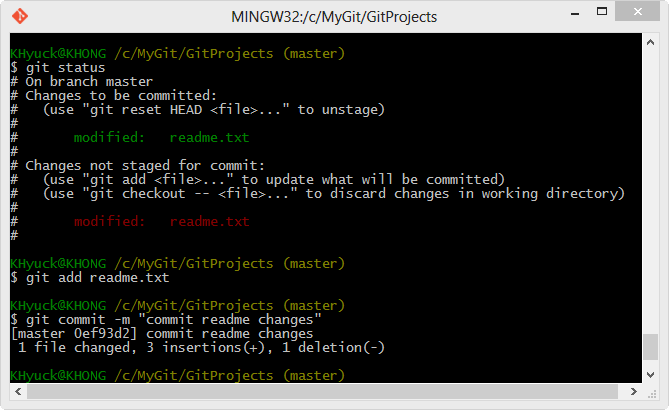 MINGW32:/c/MyGit/GitProjects
KHyuck@KHONG /c/MyGit/GitProjects (master)
$ git status
# On branch master
# Changes to be committed:
#   (use "git reset HEAD <file>..." to unstage)
#
#       modified:   readme.txt
#
# Changes not staged for commit:
#   (use "git add <file>..." to update what will be committed)
#   (use "git checkout -- <file>..." to discard changes in working directory)
#
#       modified:   readme.txt
#
KHyuck@KHONG /c/MyGit/GitProjects (master)
$ git add readme.txt
KHyuck@KHONG /c/MyGit/GitProjects (master)
$ git commit -m "commit readme changes"
[master 0ef93d2] commit readme changes
 1 file changed, 3 insertions(+), 1 deletion(-)
KHyuck@KHONG /c/MyGit/GitProjects (master)